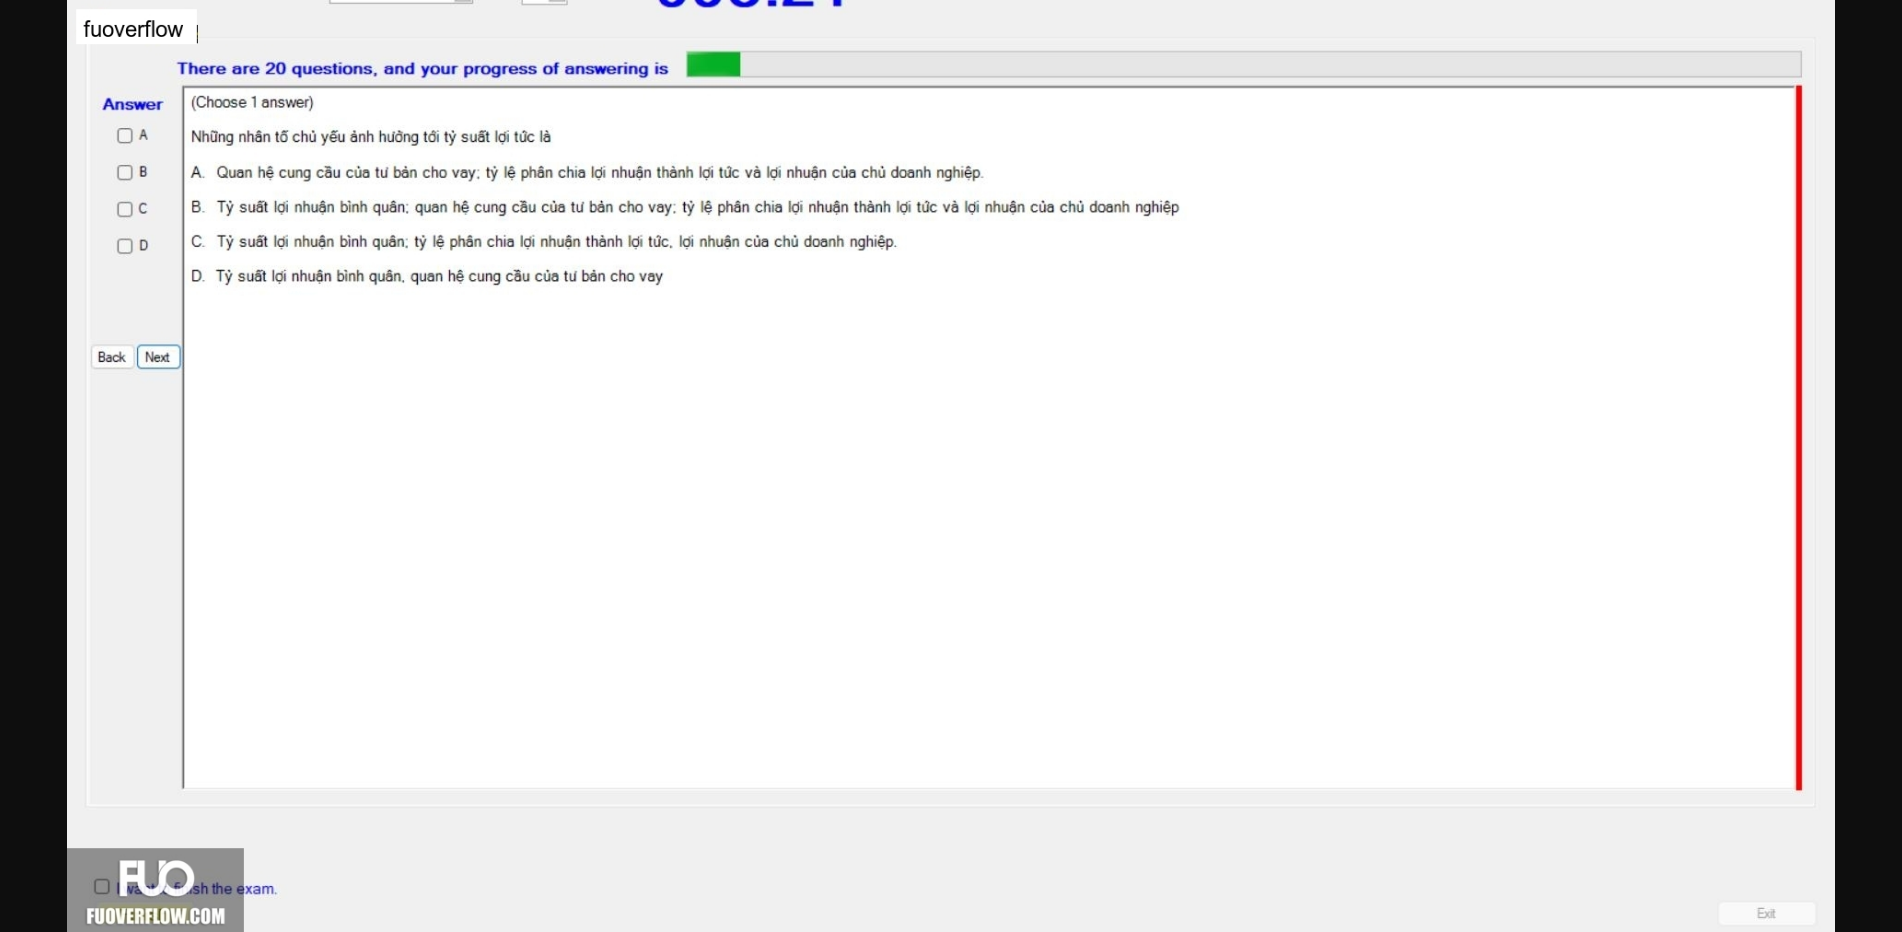 fuoverflow
There are 20 questions, and your progress of answering is
Answer
(Choose 1 answer)
A
Những nhân tố chủ yếu ảnh hưởng tới tỷ suất lợi tức là
B
A. Quan hệ cung cầu của tư bản cho vay; tỷ lệ phân chia lợi nhuận thành lợi tức và lợi nhuận của chủ doanh nghiệp.
C
B. Tỷ suất lợi nhuận bình quân; quan hệ cung cầu của tư bản cho vay; tỷ lệ phân chia lợi nhuận thành lợi tức và lợi nhuận của chủ doanh nghiệp
D
C. Tỷ suất lợi nhuận bình quân; tỷ lệ phân chia lợi nhuận thành lợi tức, lợi nhuận của chủ doanh nghiệp.
D. Tỷ suất lợi nhuận bình quân, quan hệ cung cầu của tư bản cho vay
Back Next
FUO
I want finish the exam.
FUOVERFLOW.COM
Exit